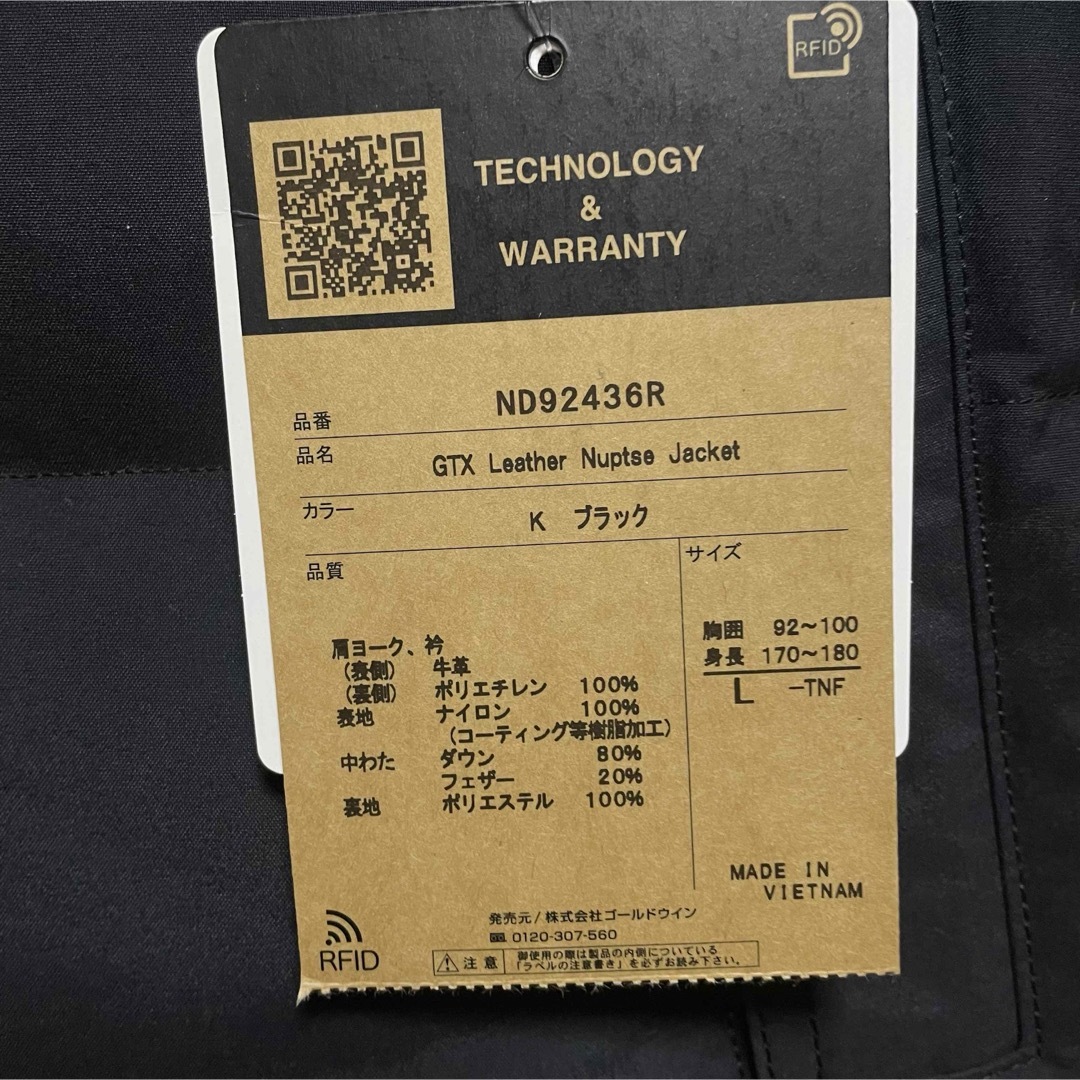 RFID
TECHNOLOGY
&
WARRANTY
品番 ND92436R
品名 GTX Leather Nuptse Jacket
カラー K ブラック
品質
肩ヨーク、衿
(表側) 牛革
(裏側) ポリエチレン 100%
表地 ナイロン 100%
(コーティング等樹脂加工)
中わた ダウン 80%
フェザー 20%
裏地 ポリエステル 100%
サイズ
胸囲 92~100
身長 170~180
L -TNF
MADE IN
VIETNAM
発売元/株式会社ゴールドウイン
0120-307-560
RFID
注意
御使用の際は製品の内側についている
「ラベルの注意書き」を必ずお読み下さい。